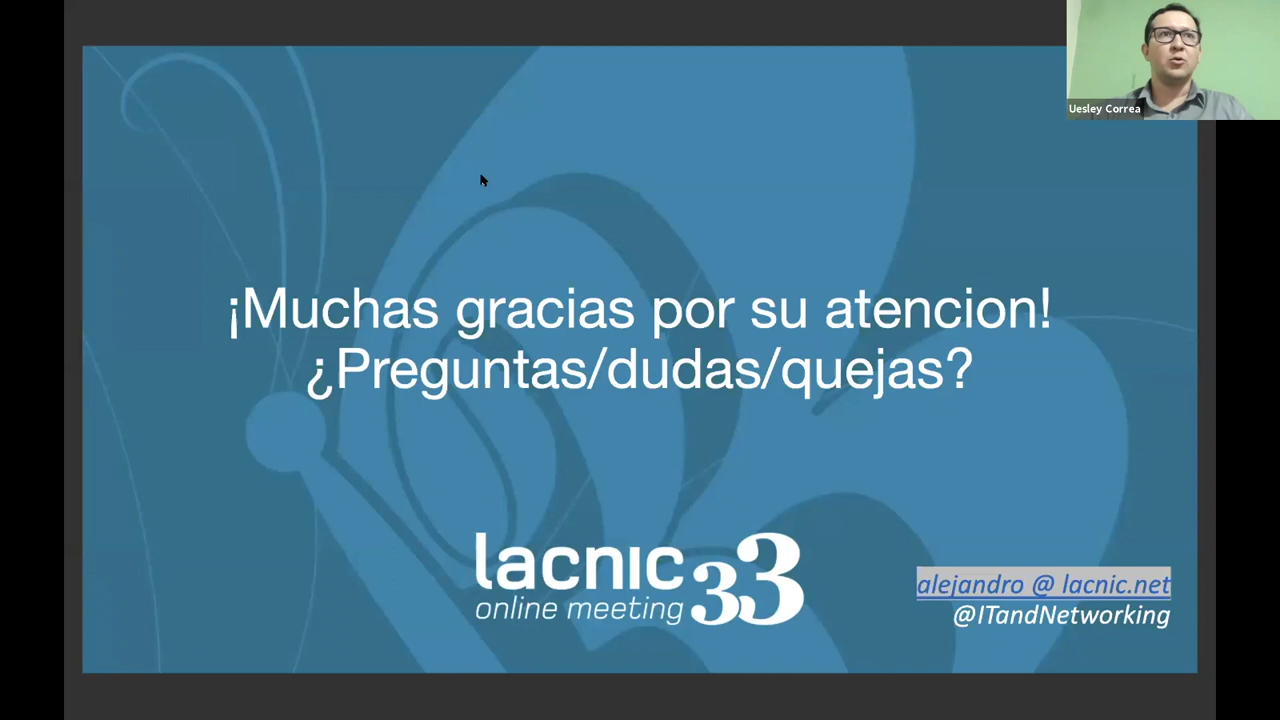 Uesley Correa
¡Muchas gracias por su atencion!
¿Preguntas/dudas/quejas?
lacnic 33
online meeting
alejandro @ lacnic.net
@ITandNetworking